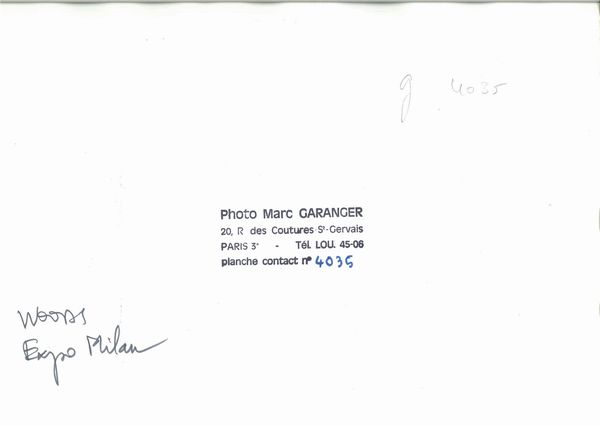 g 4035
Photo Marc GARANGER
20, R des Coutures St-Gervais
PARIS 3e - Tél. LOU. 45-06
planche contact n° 4035
WOODS
Expo Milan